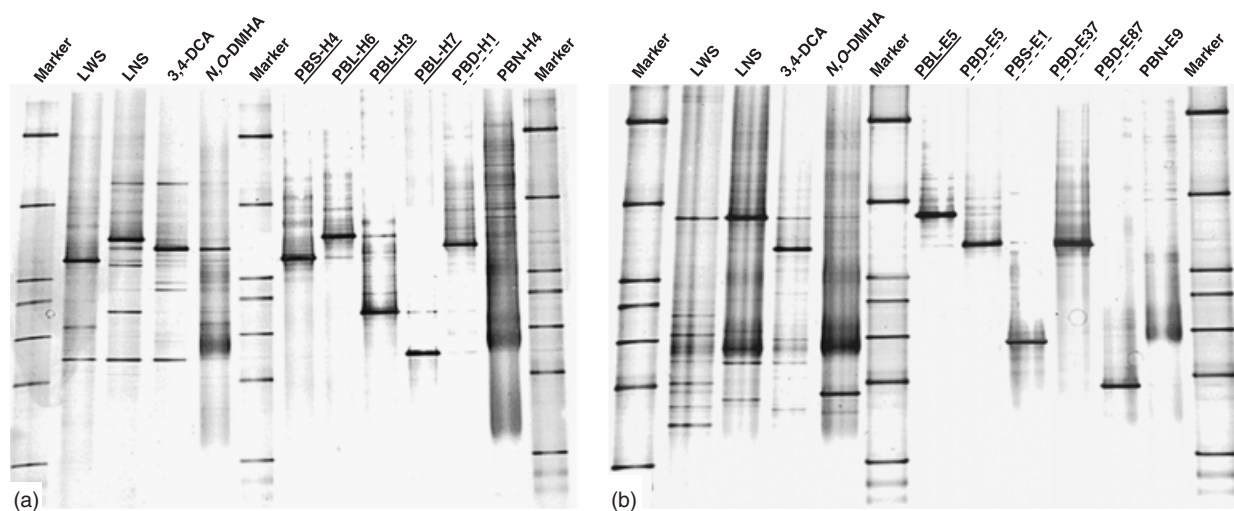 Marker
LWS
LNS
3,4-DCA
N,O-DMHA
Marker
PBS-H4
PBL-H6
PBL-H3
PBL-H7
PBD-H1
PBN-H4
Marker
(a)
Marker
LWS
LNS
3,4-DCA
N,O-DMHA
Marker
PBL-E5
PBD-E5
PBS-E1
PBD-E37
PBD-E87
PBN-E9
Marker
(b)